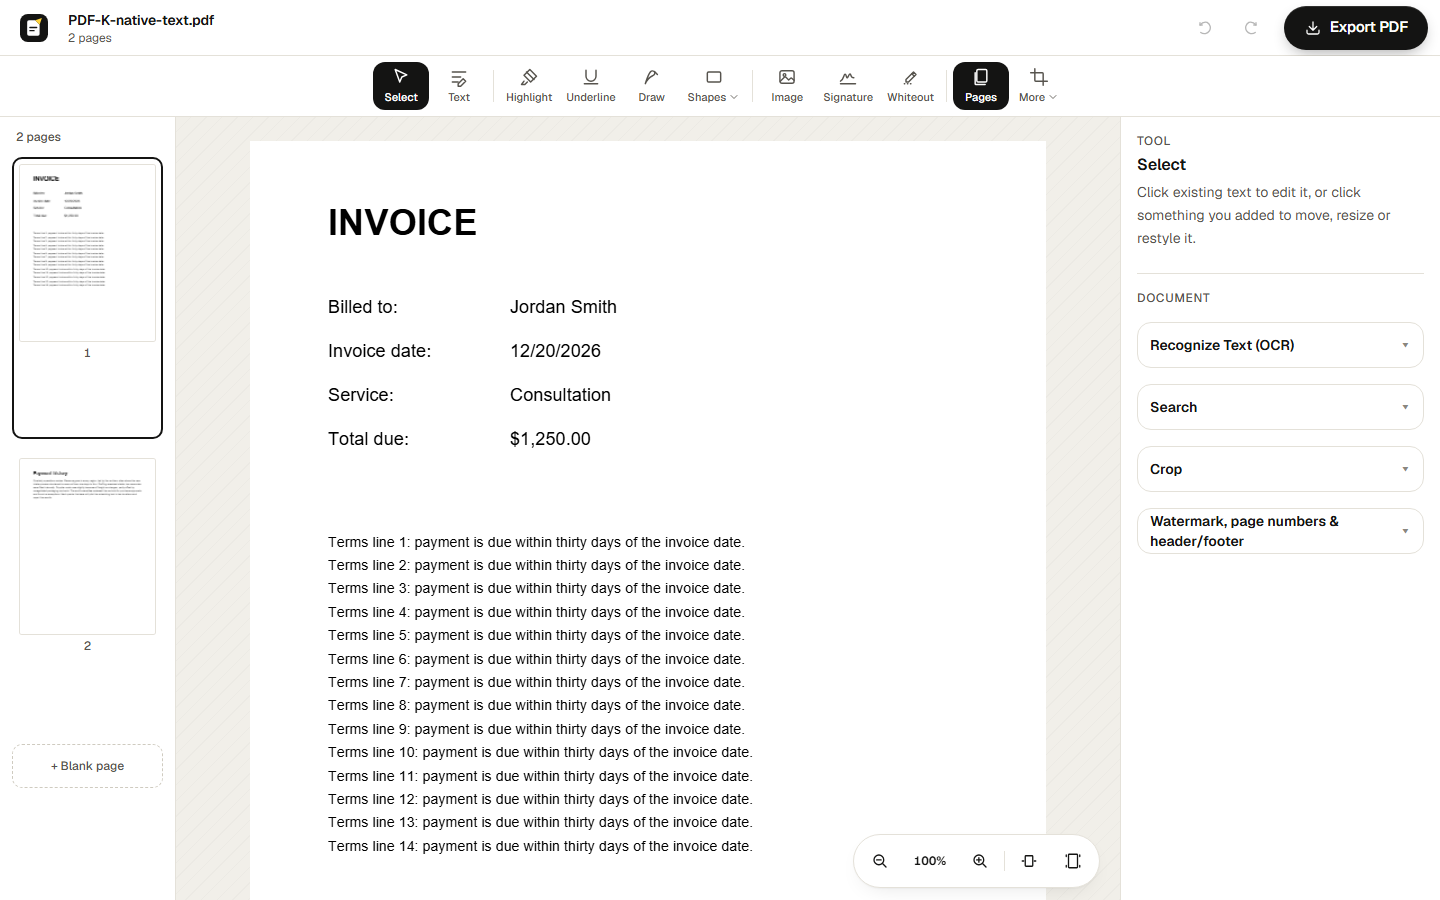 PDF-K-native-text.pdf
2 pages
Export PDF
Select
Text
Highlight
Underline
Draw
Shapes
Image
Signature
Whiteout
Pages
More
2 pages
INVOICE
1
Payment History
2
+ Blank page
INVOICE
Billed to: Jordan Smith
Invoice date: 12/20/2026
Service: Consultation
Total due: $1,250.00
Terms line 1: payment is due within thirty days of the invoice date.
Terms line 2: payment is due within thirty days of the invoice date.
Terms line 3: payment is due within thirty days of the invoice date.
Terms line 4: payment is due within thirty days of the invoice date.
Terms line 5: payment is due within thirty days of the invoice date.
Terms line 6: payment is due within thirty days of the invoice date.
Terms line 7: payment is due within thirty days of the invoice date.
Terms line 8: payment is due within thirty days of the invoice date.
Terms line 9: payment is due within thirty days of the invoice date.
Terms line 10: payment is due within thirty days of the invoice date.
Terms line 11: payment is due within thirty days of the invoice date.
Terms line 12: payment is due within thirty days of the invoice date.
Terms line 13: payment is due within thirty days of the invoice date.
Terms line 14: payment is due within thirty days of the invoice date.
100%
TOOL
Select
Click existing text to edit it, or click
something you added to move, resize or
restyle it.
DOCUMENT
Recognize Text (OCR)
Search
Crop
Watermark, page numbers &
header/footer